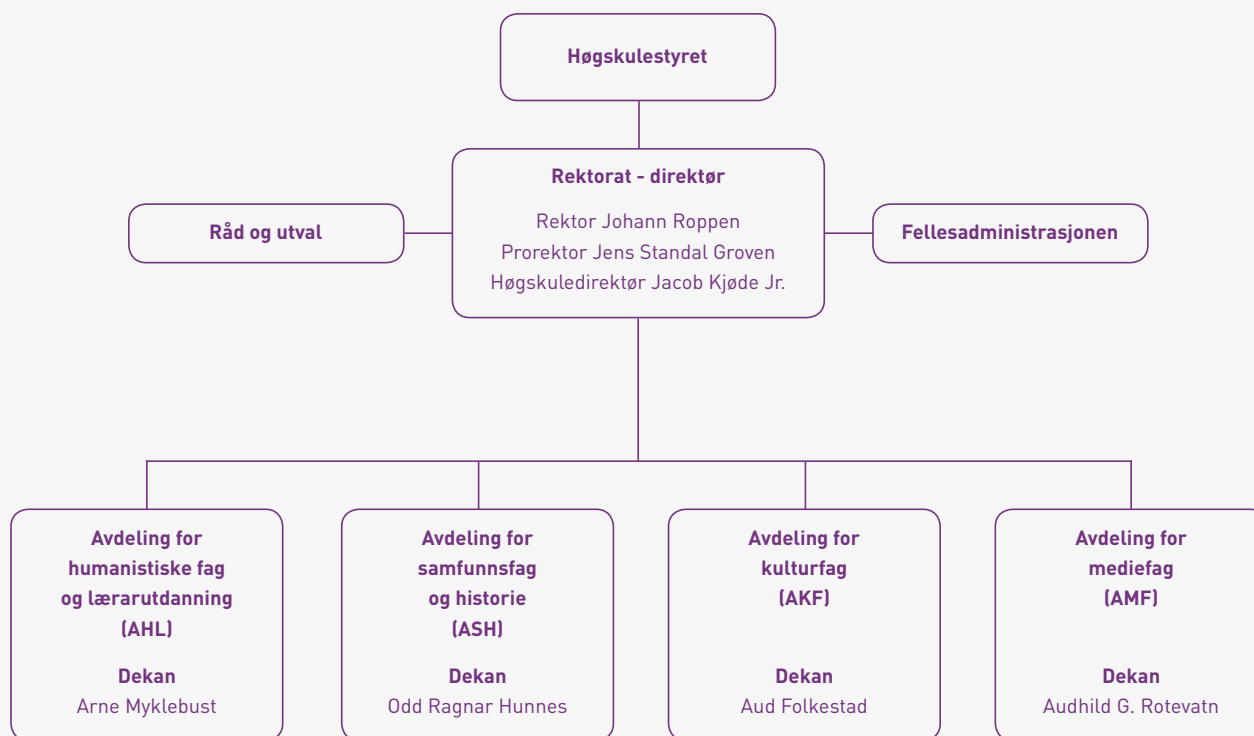 Høgskulestyret
Rektorat - direktør
Rektor Johann Roppen
Prorektor Jens Standal Groven
Høgskuledirektør Jacob Kjøde Jr.
Råd og utval
Fellesadministrasjonen
Avdeling for
humanistiske fag
og lærarutdanning
(AHL)
Dekan
Arne Myklebust
Avdeling for
samfunnsfag
og historie
(ASH)
Dekan
Odd Ragnar Hunnes
Avdeling for
kulturfag
(AKF)
Dekan
Aud Folkestad
Avdeling for
mediefag
(AMF)
Dekan
Audhild G. Rotevatn